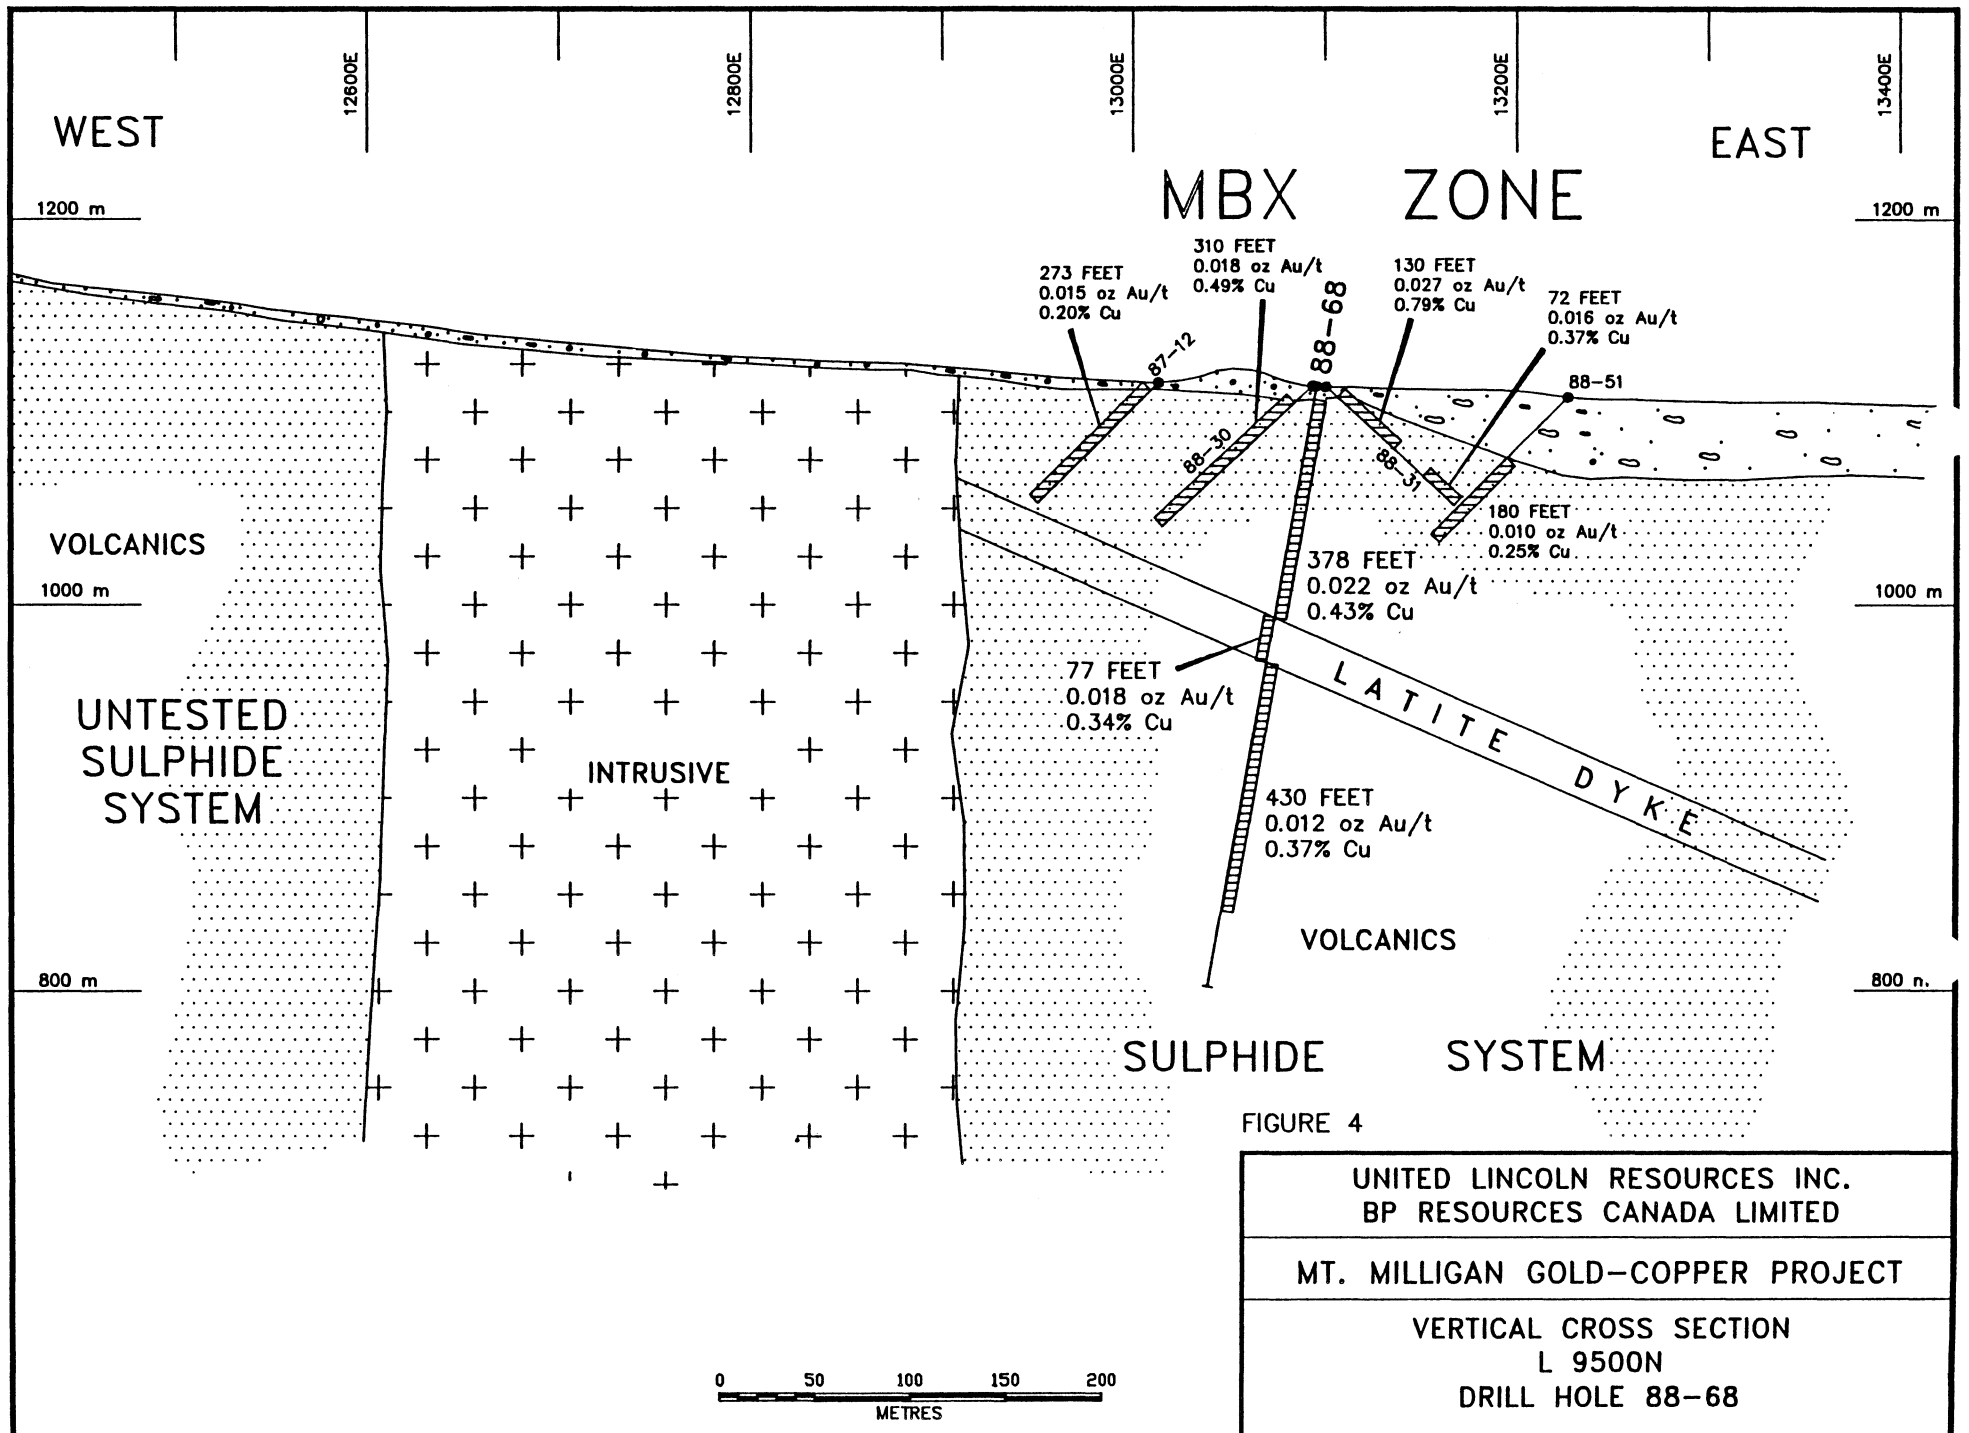 12600E
12800E
13000E
13200E
13400E
WEST
EAST
MBX ZONE
1200 m
1200 m
273 FEET
0.015 oz Au/t
0.20% Cu
310 FEET
0.018 oz Au/t
0.49% Cu
88-68
130 FEET
0.027 oz Au/t
0.79% Cu
72 FEET
0.016 oz Au/t
0.37% Cu
87-12
88-51
88-30
88-31
180 FEET
0.010 oz Au/t
0.25% Cu
VOLCANICS
1000 m
1000 m
378 FEET
0.022 oz Au/t
0.43% Cu
77 FEET
0.018 oz Au/t
0.34% Cu
LATITE DYKE
UNTESTED
SULPHIDE
SYSTEM
INTRUSIVE
430 FEET
0.012 oz Au/t
0.37% Cu
VOLCANICS
800 m
800 n.
SULPHIDE SYSTEM
FIGURE 4
UNITED LINCOLN RESOURCES INC.
BP RESOURCES CANADA LIMITED
MT. MILLIGAN GOLD-COPPER PROJECT
VERTICAL CROSS SECTION
L 9500N
DRILL HOLE 88-68
0 50 100 150 200
METRES